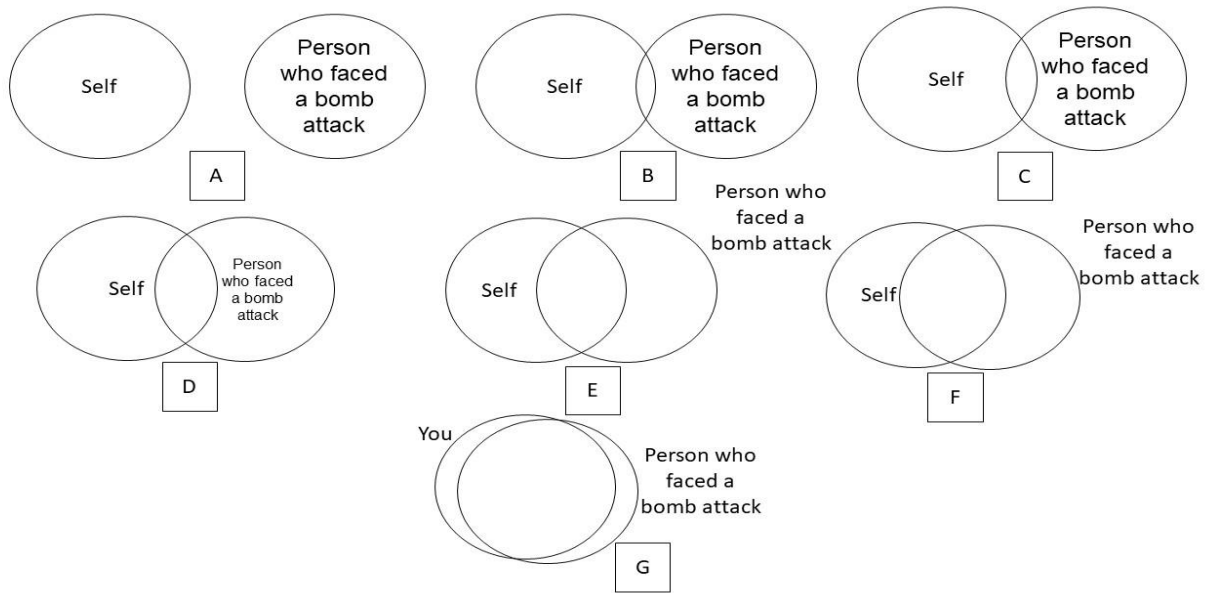 Self
Person
who faced
a bomb
attack
A
Self
Person
who faced
a bomb
attack
B
Self
Person
who faced
a bomb
attack
C
Self
Person
who faced
a bomb
attack
D
Self
Person who
faced a
bomb attack
E
Self
Person who
faced a
bomb attack
F
You
Person who
faced a
bomb attack
G